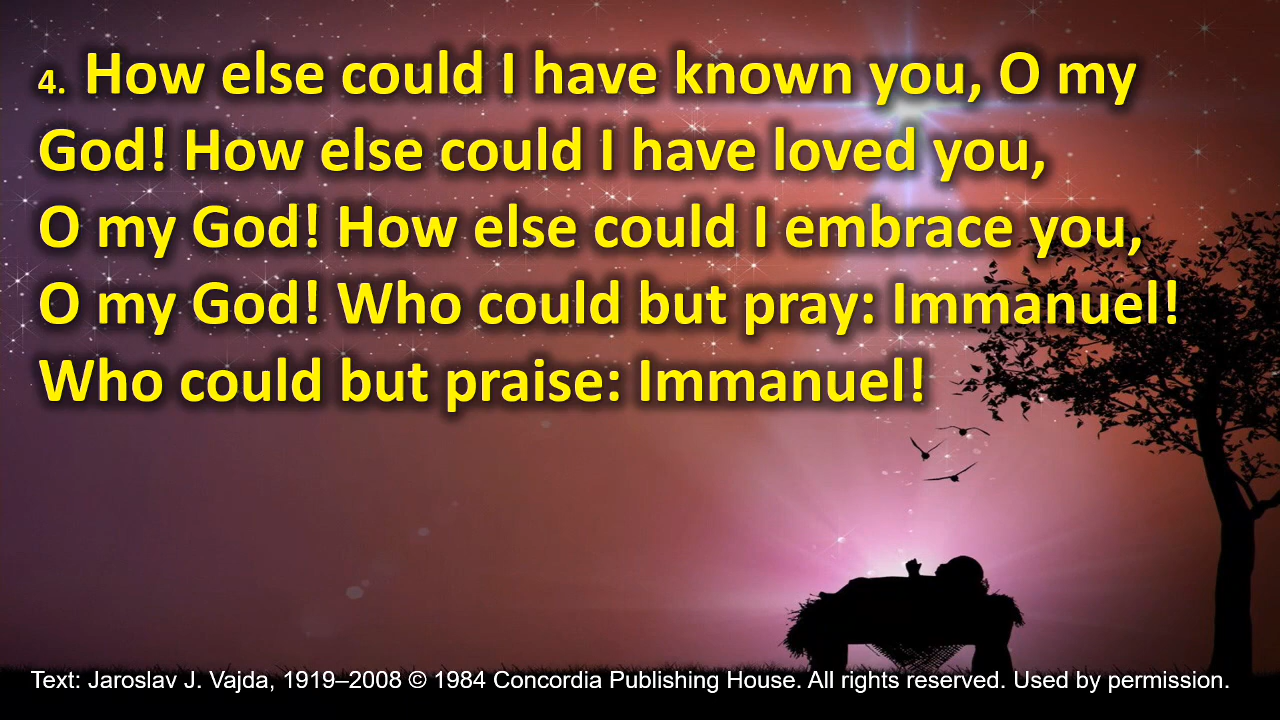 4. How else could I have known you, O my
God! How else could I have loved you,
O my God! How else could I embrace you,
O my God! Who could but pray: Immanuel!
Who could but praise: Immanuel!
Text: Jaroslav J. Vajda, 1919–2008 © 1984 Concordia Publishing House. All rights reserved. Used by permission.